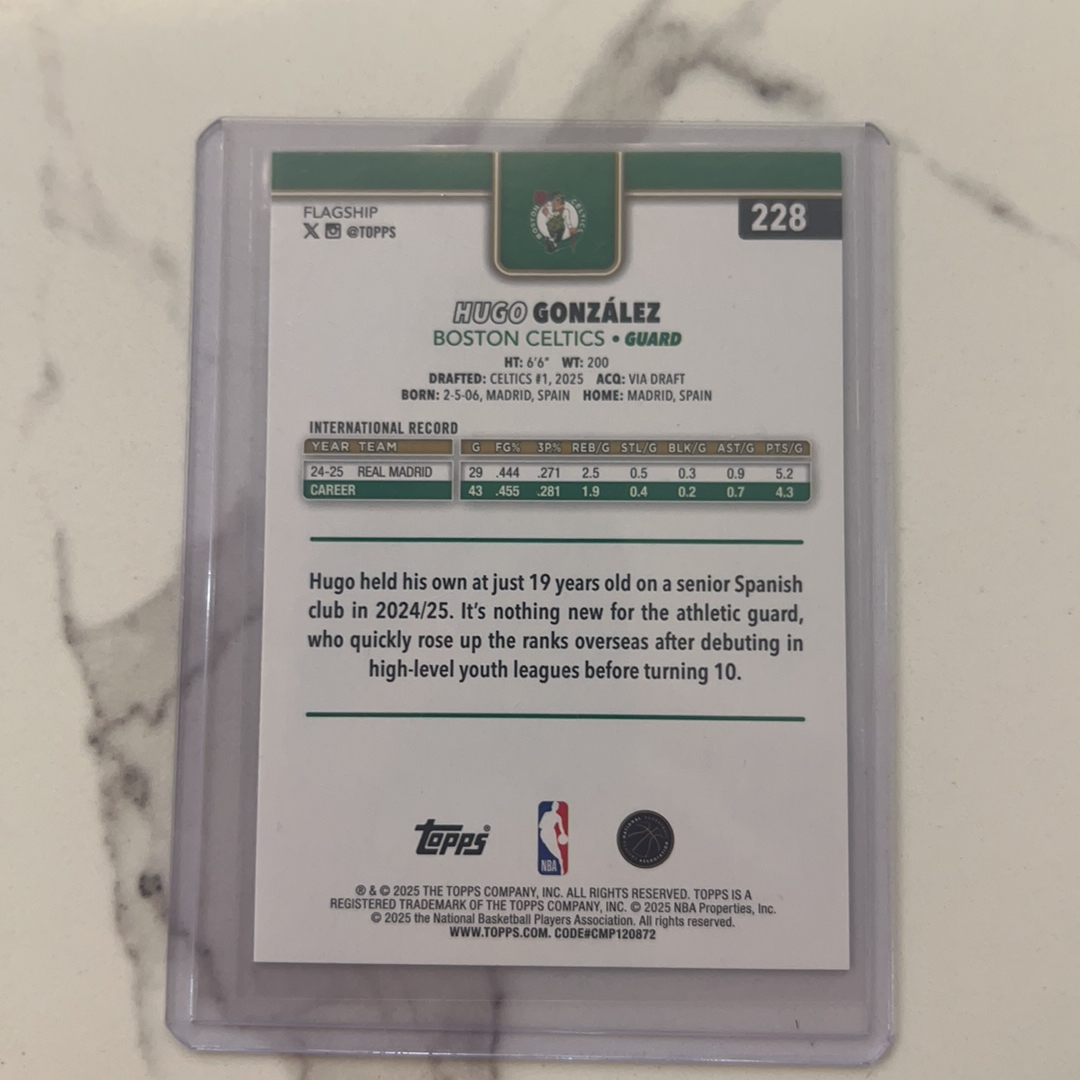 FLAGSHIP
X @TOPPS
BOSTON CELTICS
228
HUGO GONZÁLEZ
BOSTON CELTICS • GUARD
HT: 6'6" WT: 200
DRAFTED: CELTICS #1, 2025 ACQ: VIA DRAFT
BORN: 2-5-06, MADRID, SPAIN HOME: MADRID, SPAIN
INTERNATIONAL RECORD
YEAR TEAM G FG% 3P% REB/G STL/G BLK/G AST/G PTS/G
24-25 REAL MADRID 29 .444 .271 2.5 0.5 0.3 0.9 5.2
CAREER 43 .455 .281 1.9 0.4 0.2 0.7 4.3
Hugo held his own at just 19 years old on a senior Spanish
club in 2024/25. It's nothing new for the athletic guard,
who quickly rose up the ranks overseas after debuting in
high-level youth leagues before turning 10.
Topps®
NBA
® & © 2025 THE TOPPS COMPANY, INC. ALL RIGHTS RESERVED. TOPPS IS A
REGISTERED TRADEMARK OF THE TOPPS COMPANY, INC. © 2025 NBA Properties, Inc.
© 2025 the National Basketball Players Association. All rights reserved.
WWW.TOPPS.COM. CODE#CMP120872